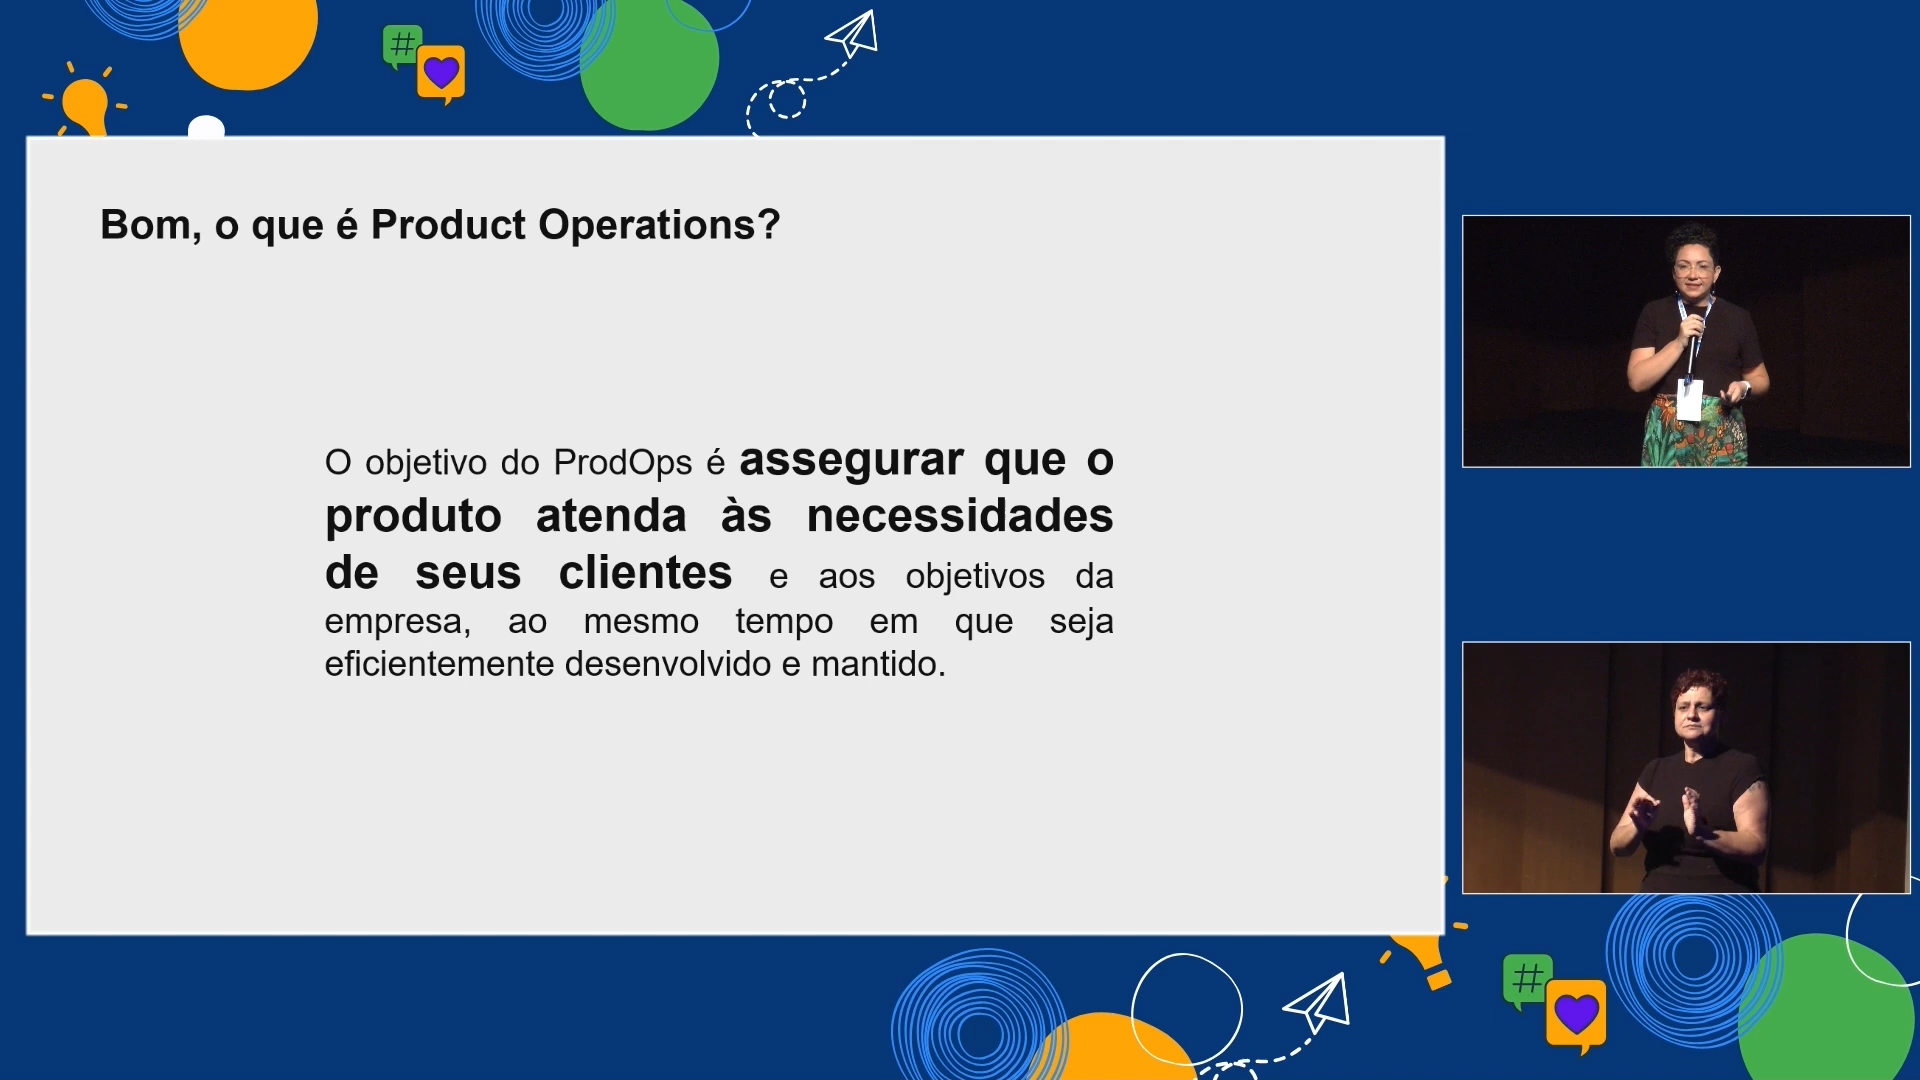 Bom, o que é Product Operations?
O objetivo do ProdOps é assegurar que o
produto atenda às necessidades
de seus clientes e aos objetivos da
empresa, ao mesmo tempo em que seja
eficientemente desenvolvido e mantido.